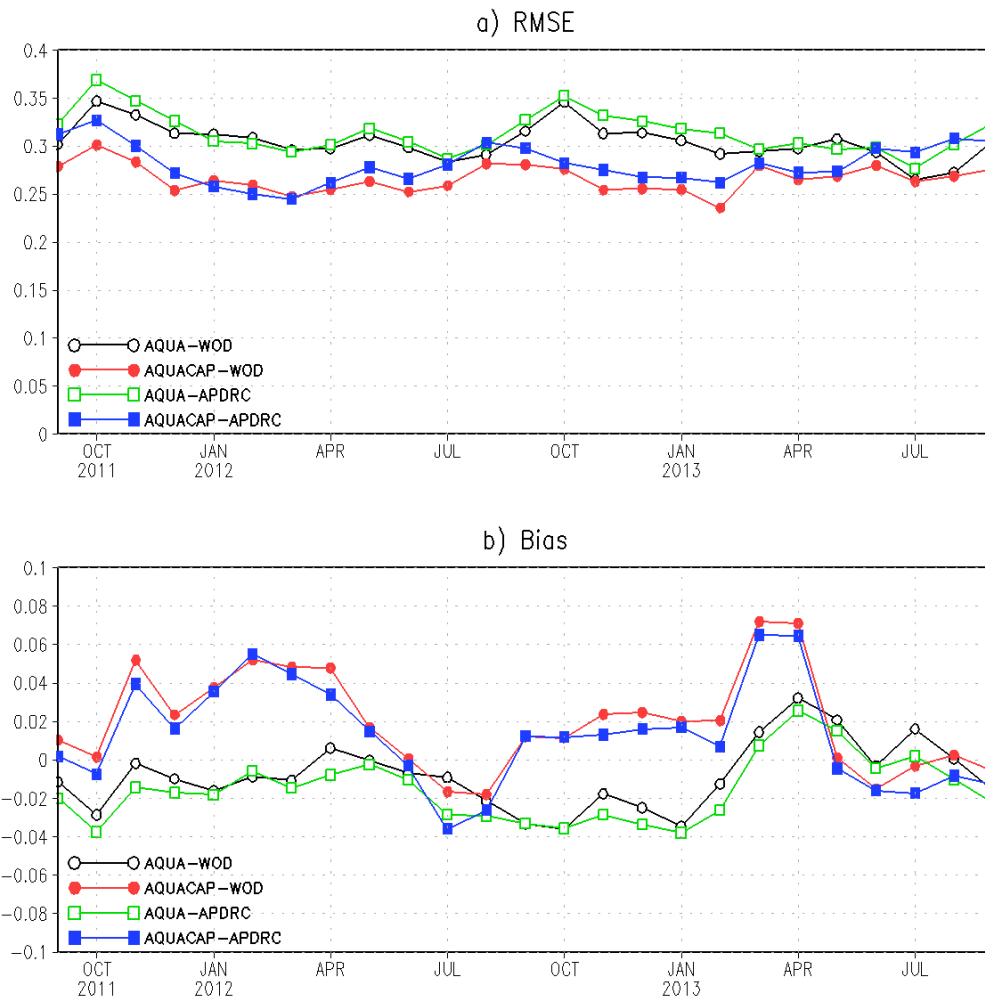 a) RMSE
0.4
0.35
0.3
0.25
0.2
0.15
0.1
0.05
0
AQUA-WOD
AQUACAP-WOD
AQUA-APDRC
AQUACAP-APDRC
OCT JAN APR JUL OCT JAN APR JUL
2011 2012 2013
b) Bias
0.1
0.08
0.06
0.04
0.02
0
-0.02
-0.04
-0.06
-0.08
-0.1
AQUA-WOD
AQUACAP-WOD
AQUA-APDRC
AQUACAP-APDRC
OCT JAN APR JUL OCT JAN APR JUL
2011 2012 2013